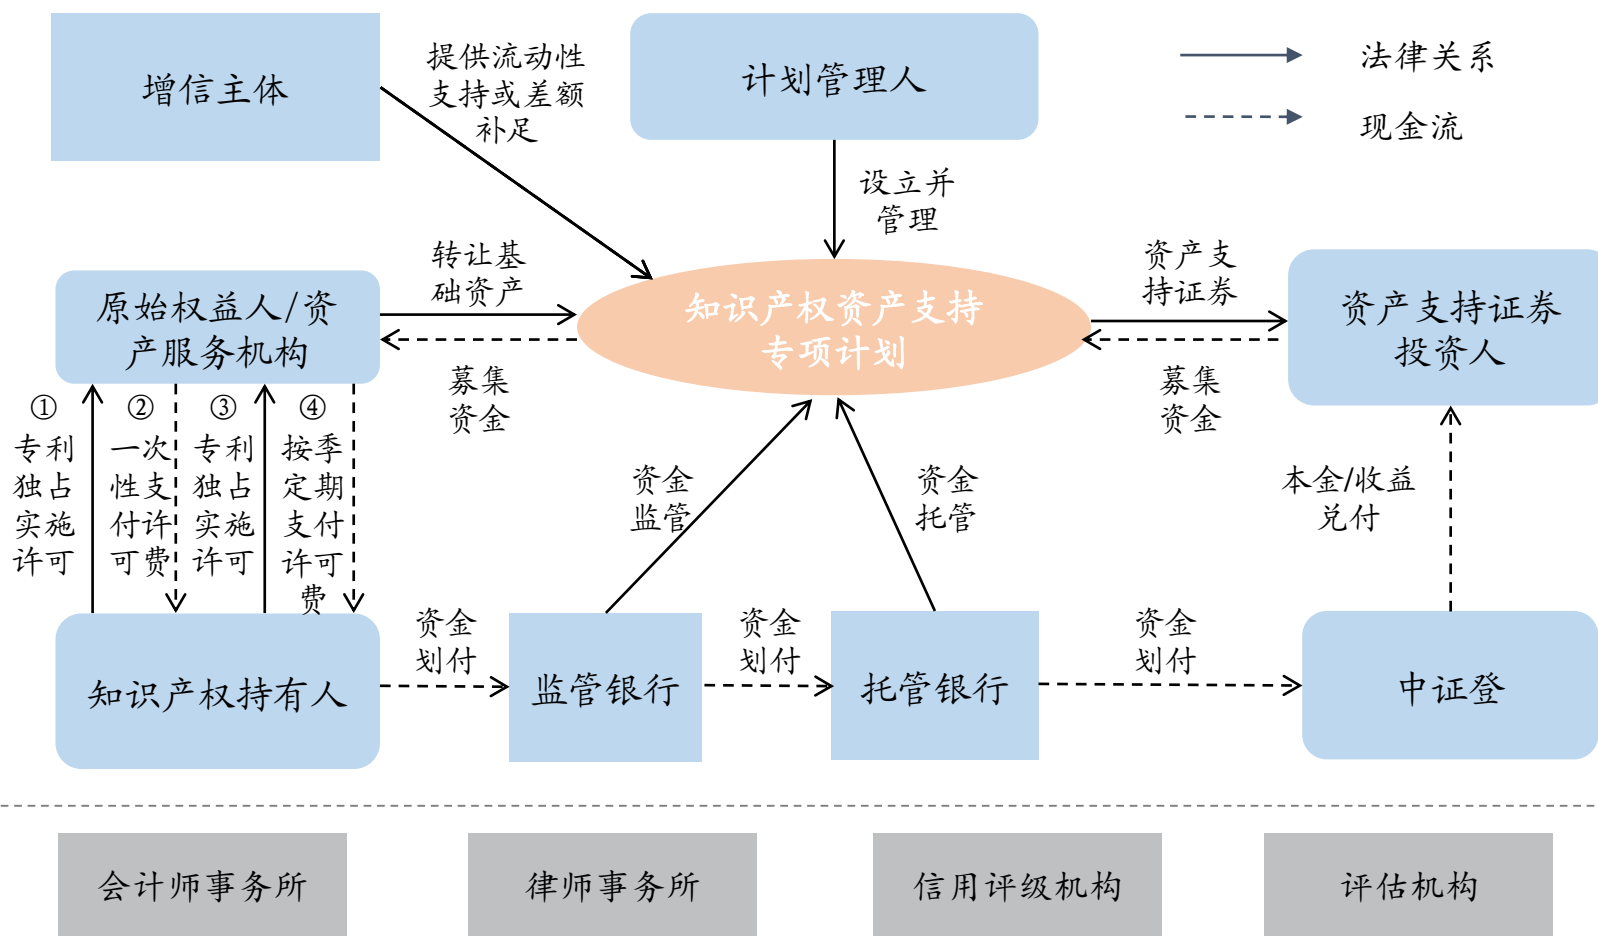 增信主体
提供流动性
支持或差额
补足
计划管理人
法律关系
现金流
设立并
管理
转让基
础资产
资产支
持证券
原始权益人/资
产服务机构
知识产权资产支持
专项计划
资产支持证券
投资人
募集
资金
募集
资金
①
专利
独占
实施
许可
②
一次
性支
付许
可费
③
专利
独占
实施
许可
④
按季
定期
支付
许可
费
资金
监管
资金
托管
本金/收益
兑付
知识产权持有人
资金
划付
监管银行
资金
划付
托管银行
资金
划付
中证登
会计师事务所
律师事务所
信用评级机构
评估机构